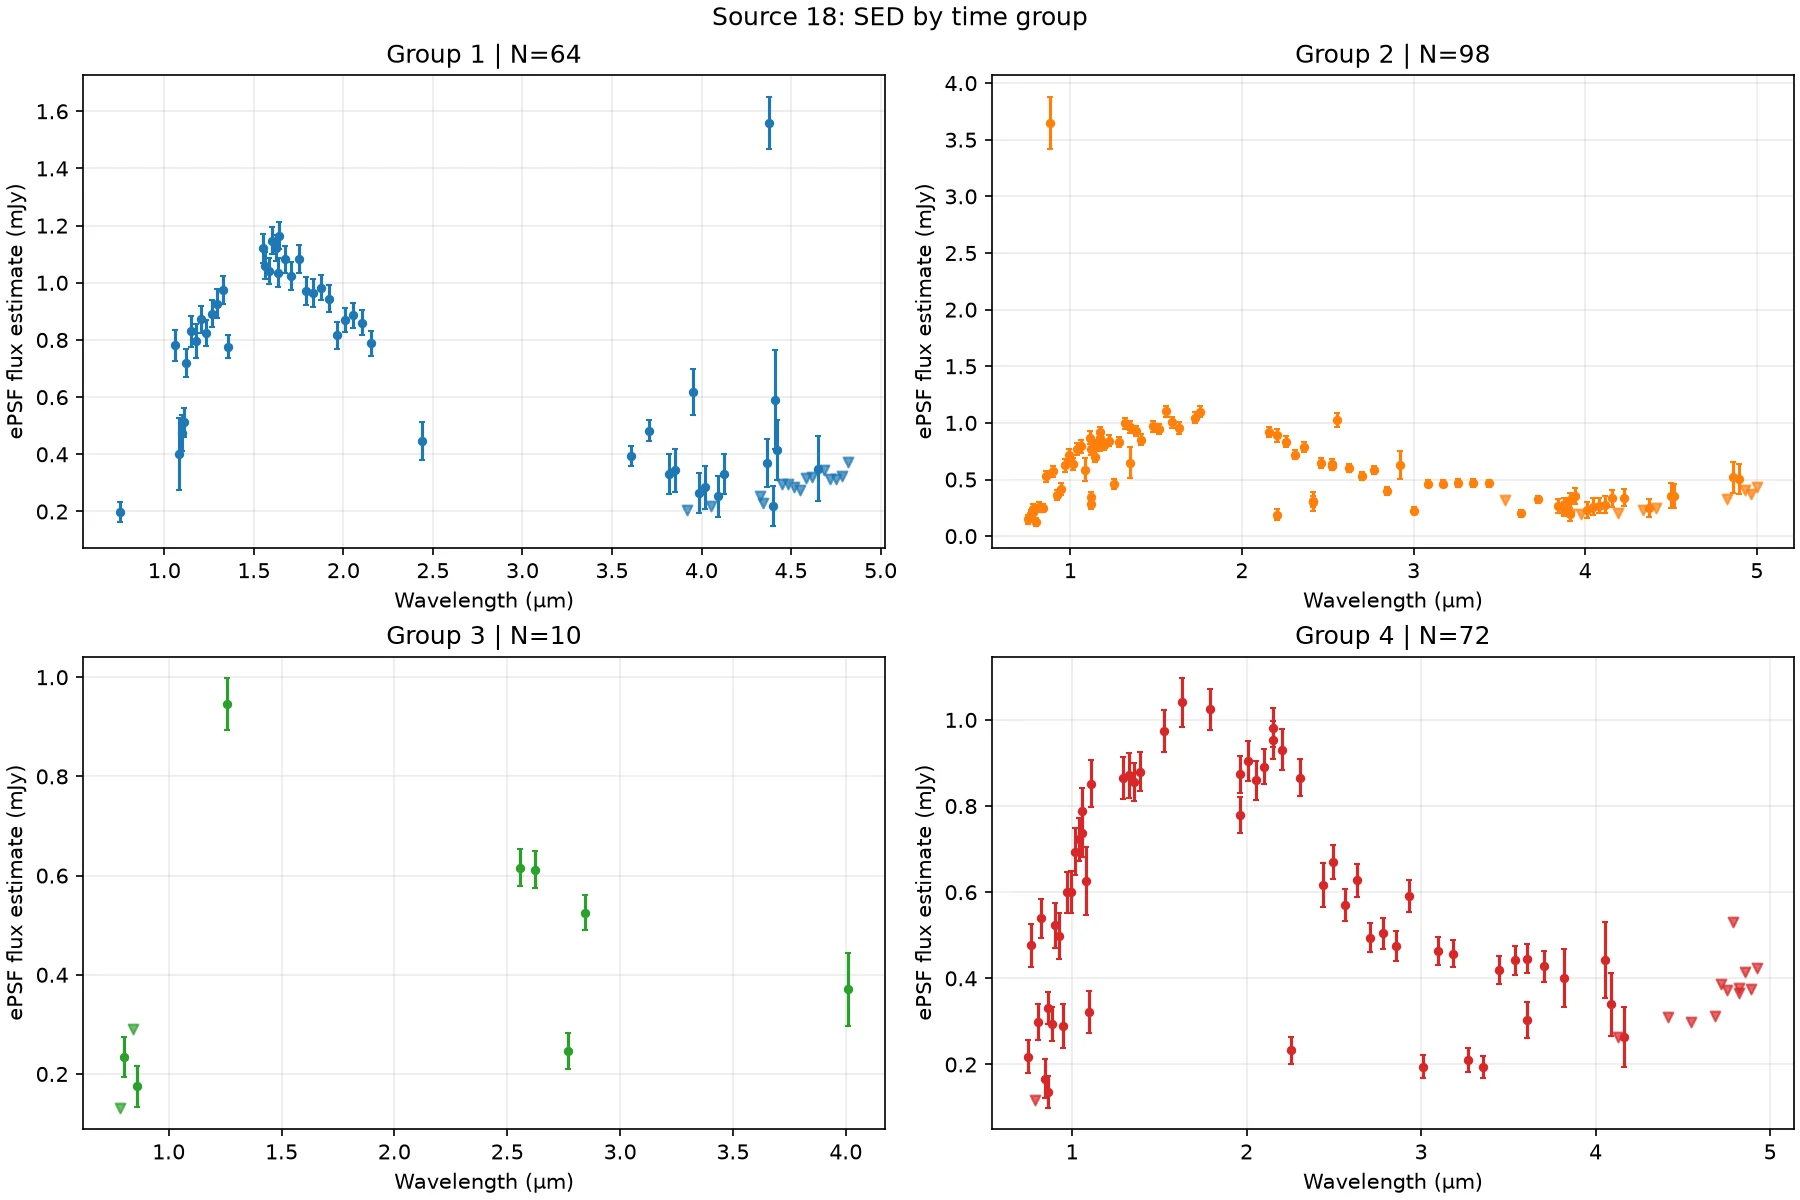 Source 18: SED by time group
Group 1 | N=64
ePSF flux estimate (mJy)
1.6
1.4
1.2
1.0
0.8
0.6
0.4
0.2
1.0 1.5 2.0 2.5 3.0 3.5 4.0 4.5 5.0
Wavelength (μm)
Group 2 | N=98
ePSF flux estimate (mJy)
4.0
3.5
3.0
2.5
2.0
1.5
1.0
0.5
0.0
1 2 3 4 5
Wavelength (μm)
Group 3 | N=10
ePSF flux estimate (mJy)
1.0
0.8
0.6
0.4
0.2
1.0 1.5 2.0 2.5 3.0 3.5 4.0
Wavelength (μm)
Group 4 | N=72
ePSF flux estimate (mJy)
1.0
0.8
0.6
0.4
0.2
1 2 3 4 5
Wavelength (μm)